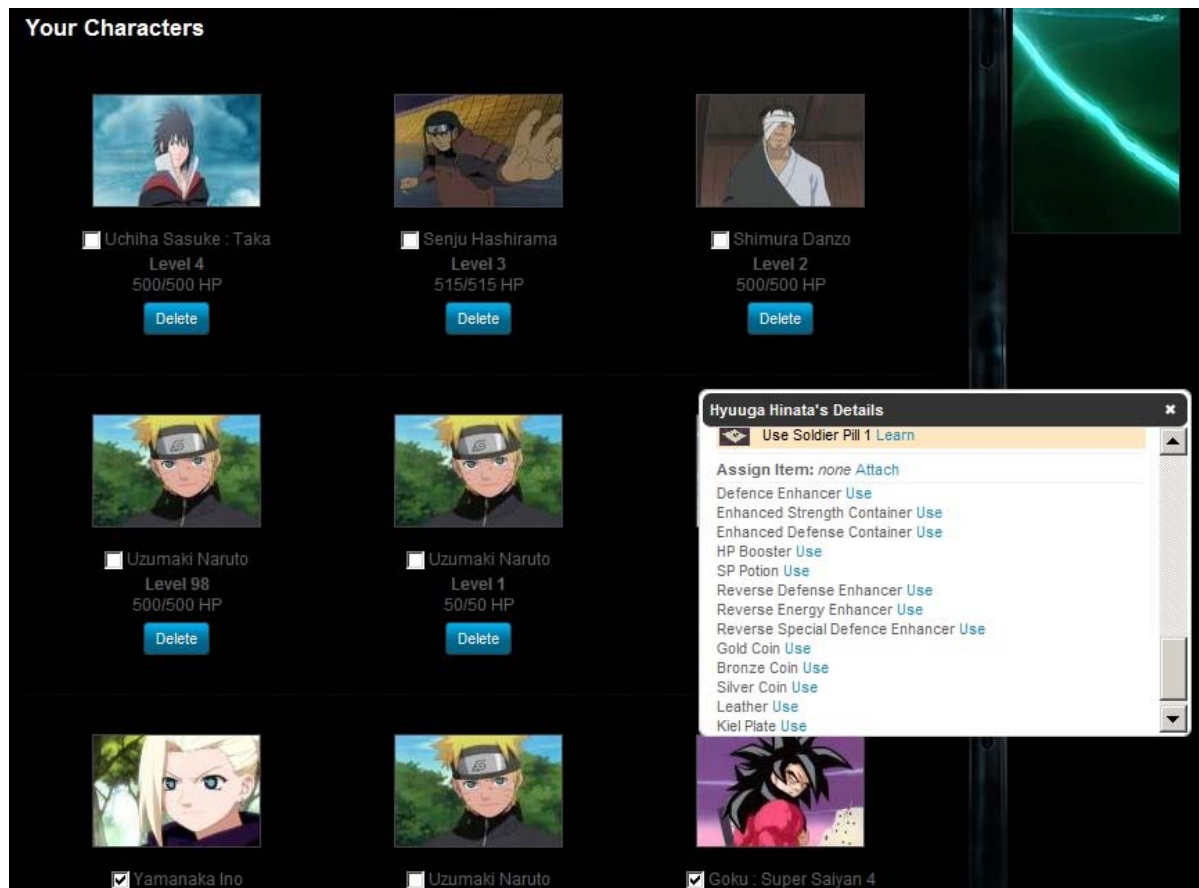 Your Characters
Uchiha Sasuke : Taka
Level 4
500/500 HP
Delete
Senju Hashirama
Level 3
515/515 HP
Delete
Shimura Danzo
Level 2
500/500 HP
Delete
Uzumaki Naruto
Level 98
500/500 HP
Delete
Uzumaki Naruto
Level 1
50/50 HP
Delete
Hyuuga Hinata's Details
Use Soldier Pill 1 Learn
Assign Item: none Attach
Defence Enhancer Use
Enhanced Strength Container Use
Enhanced Defense Container Use
HP Booster Use
SP Potion Use
Reverse Defense Enhancer Use
Reverse Energy Enhancer Use
Reverse Special Defence Enhancer Use
Gold Coin Use
Bronze Coin Use
Silver Coin Use
Leather Use
Kiel Plate Use
Yamanaka Ino
Uzumaki Naruto
Goku : Super Saiyan 4